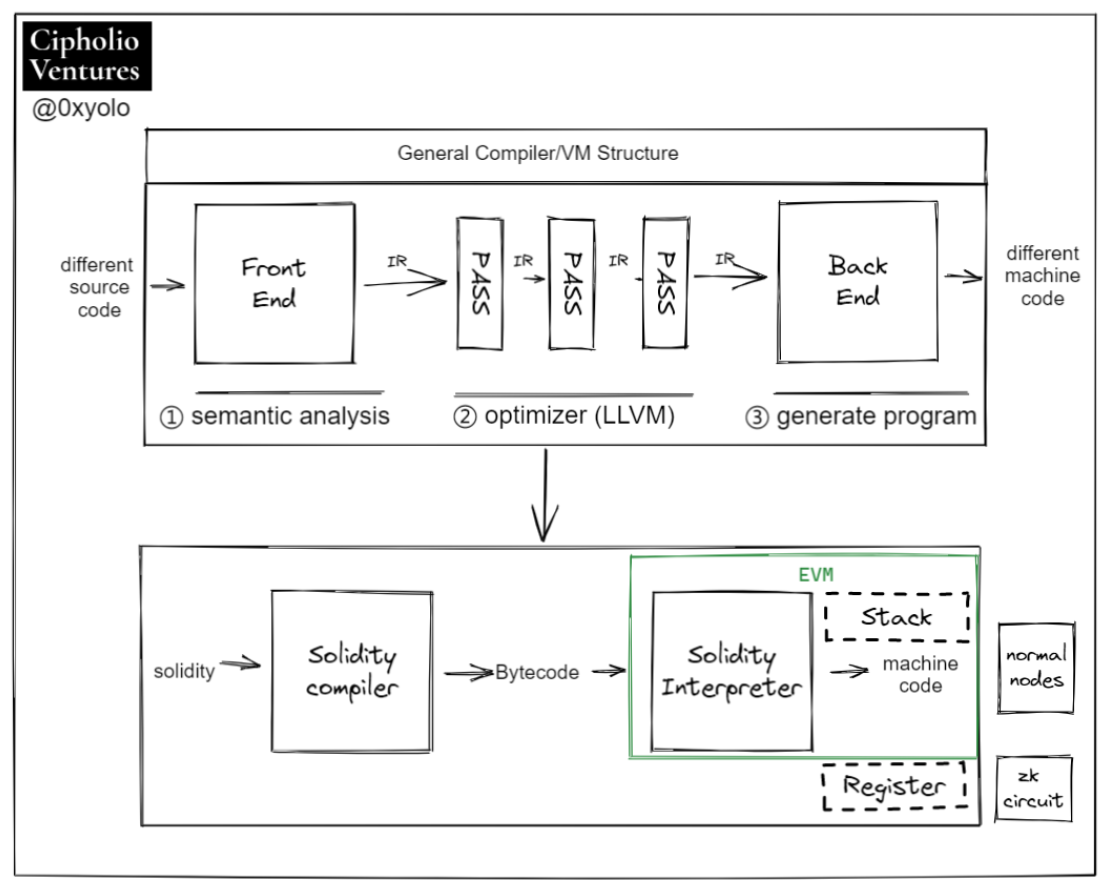 Cipholio
Ventures
@0xyolo
General Compiler/VM Structure
different
source
code
Front
End
IR
PASS
IR
PASS
IR
PASS
IR
Back
End
different
machine
code
① semantic analysis
② optimizer (LLVM)
③ generate program
EVM
solidity
Solidity
compiler
Bytecode
Solidity
Interpreter
Stack
machine
code
normal
nodes
Register
zk
circuit